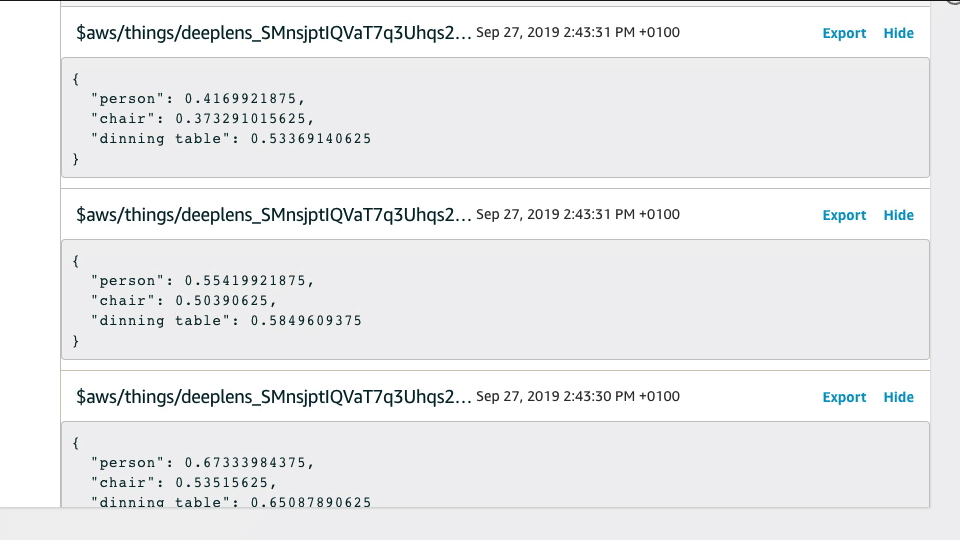 $aws/things/deeplens_SMnsjptIQVaT7q3Uhqs2... Sep 27, 2019 2:43:31 PM +0100 Export Hide
{
"person": 0.4169921875,
"chair": 0.373291015625,
"dinning table": 0.53369140625
}
$aws/things/deeplens_SMnsjptIQVaT7q3Uhqs2... Sep 27, 2019 2:43:31 PM +0100 Export Hide
{
"person": 0.55419921875,
"chair": 0.50390625,
"dinning table": 0.5849609375
}
$aws/things/deeplens_SMnsjptIQVaT7q3Uhqs2... Sep 27, 2019 2:43:30 PM +0100 Export Hide
{
"person": 0.67333984375,
"chair": 0.53515625,
"dinning table": 0.65087890625